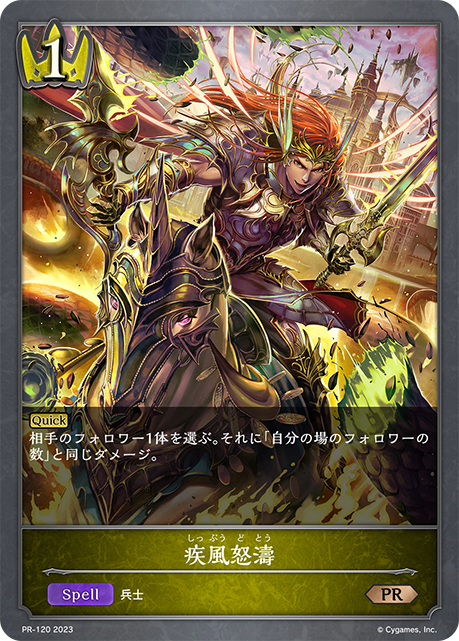 1
Quick
相手のフォロワー1体を選ぶ。それに「自分の場のフォロワーの
数」と同じダメージ。
しっぷうどとう
疾風怒濤
Spell 兵士 PR
PR-120 2023 © Cygames, Inc.